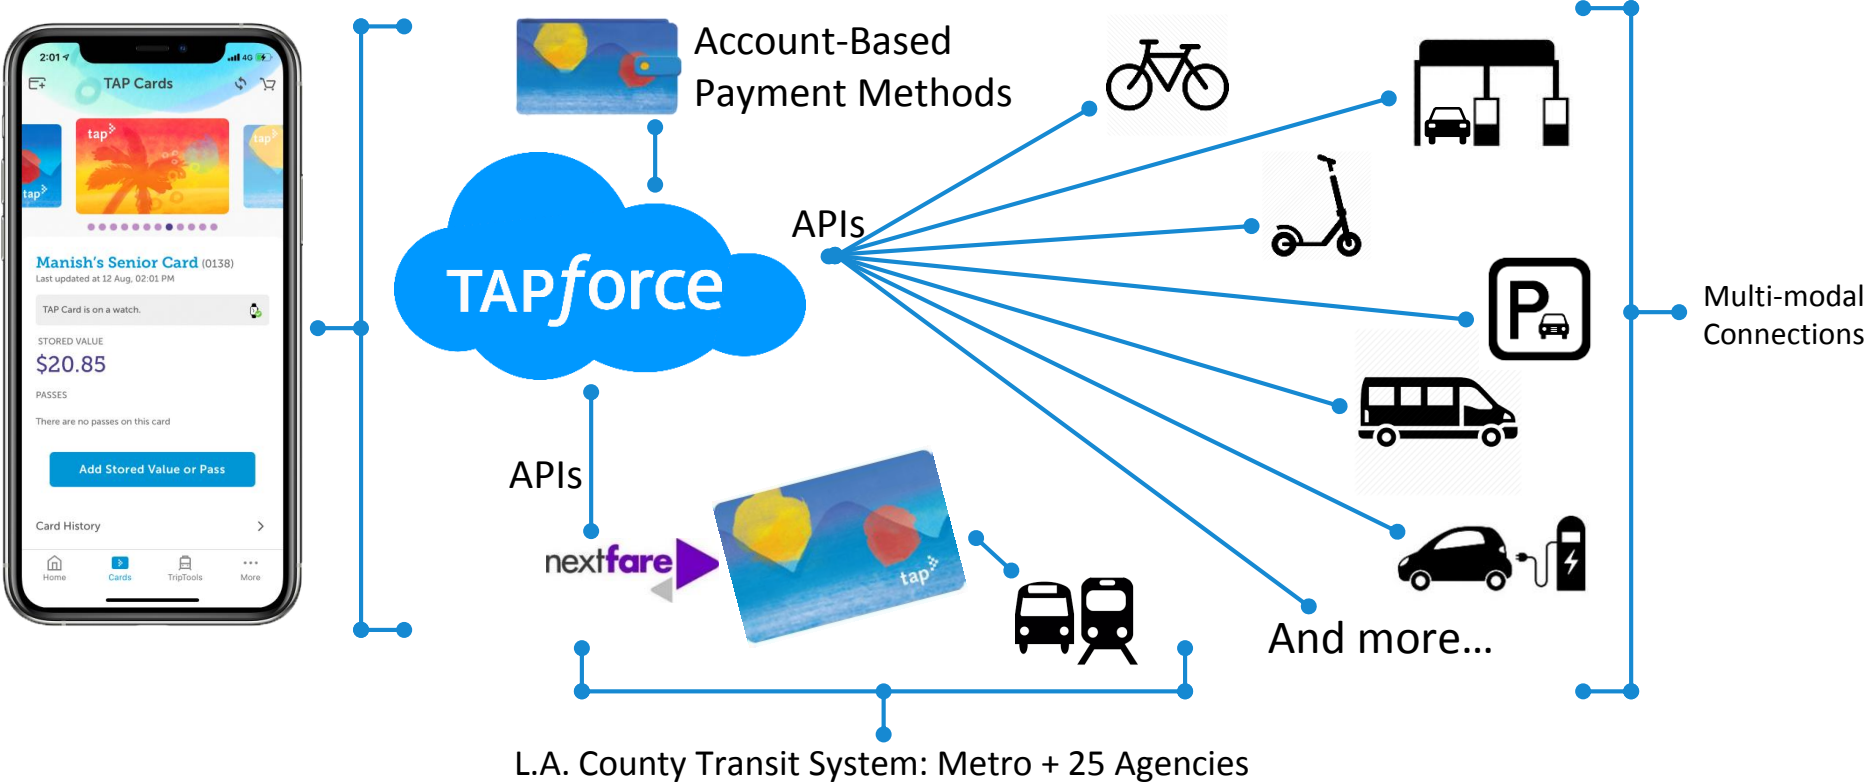 2:01
4G
TAP Cards
tap
tap
tap
Manish's Senior Card (0138)
Last updated at 12 Aug, 02:01 PM
TAP Card is on a watch.
STORED VALUE
$20.85
PASSES
There are no passes on this card
Add Stored Value or Pass
Card History
Home
Cards
TripTools
More
Account-Based
Payment Methods
TAPforce
APIs
APIs
nextfare
tap
P
And more...
Multi-modal
Connections
L.A. County Transit System: Metro + 25 Agencies